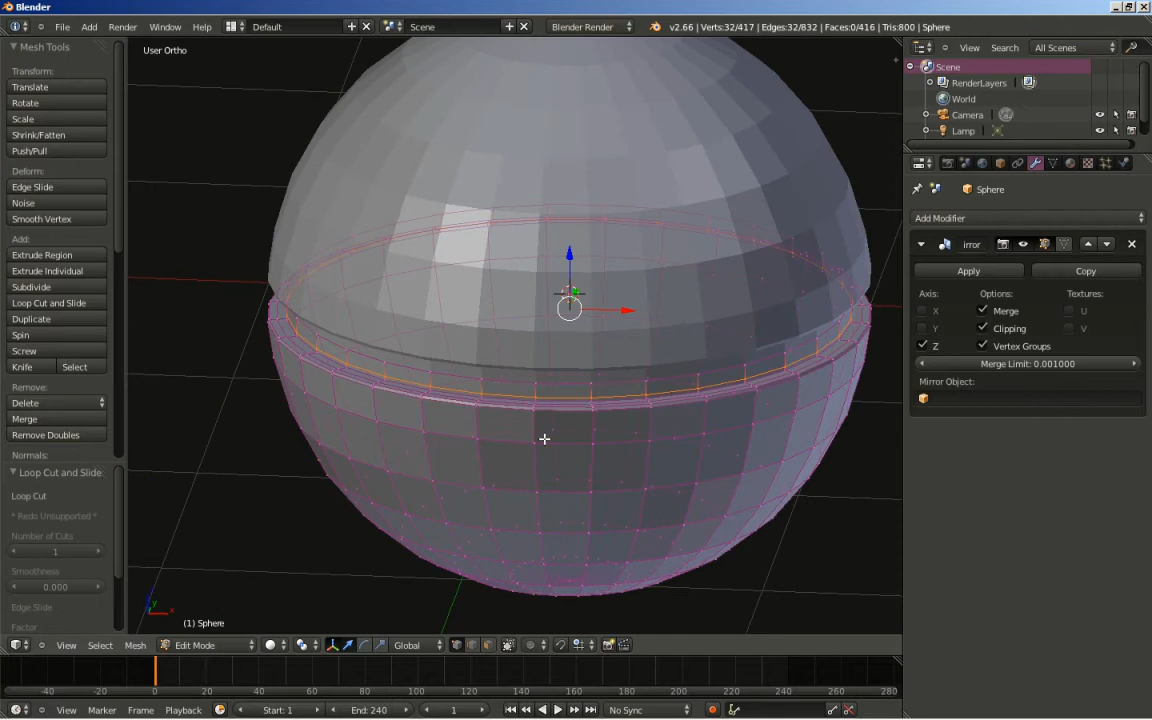 Blender
File Add Render Window Help Default Scene Blender Render v2.66 | Verts:32/417 | Edges:32/832 | Faces:0/416 | Tris:800 | Sphere
Mesh Tools
Transform:
Translate
Rotate
Scale
Shrink/Fatten
Push/Pull
Deform:
Edge Slide
Noise
Smooth Vertex
Add:
Extrude Region
Extrude Individual
Subdivide
Loop Cut and Slide
Duplicate
Spin
Screw
Knife Select
Remove:
Delete
Merge
Remove Doubles
Normals:
Loop Cut and Slide
Loop Cut
* Redo Unsupported *
Number of Cuts
1
Smoothness
0.000
Edge Slide
Factor
User Ortho
z
y
x
(1) Sphere
View Select Mesh Edit Mode Global
View Search All Scenes
Scene
RenderLayers
World
Camera
Lamp
Sphere
Add Modifier
irror
Apply Copy
Axis: Options: Textures:
X Merge U
Y Clipping V
Z Vertex Groups
Merge Limit: 0.001000
Mirror Object:
-40 -20 0 20 40 60 80 100 120 140 160 180 200 220 240 260 280
View Marker Frame Playback Start: 1 End: 240 1 No Sync